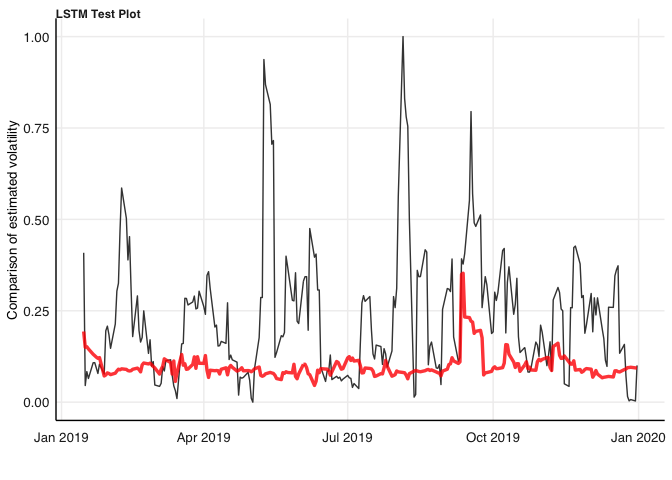 LSTM Test Plot
Comparison of estimated volatility
1.00
0.75
0.50
0.25
0.00
Jan 2019
Apr 2019
Jul 2019
Oct 2019
Jan 2020